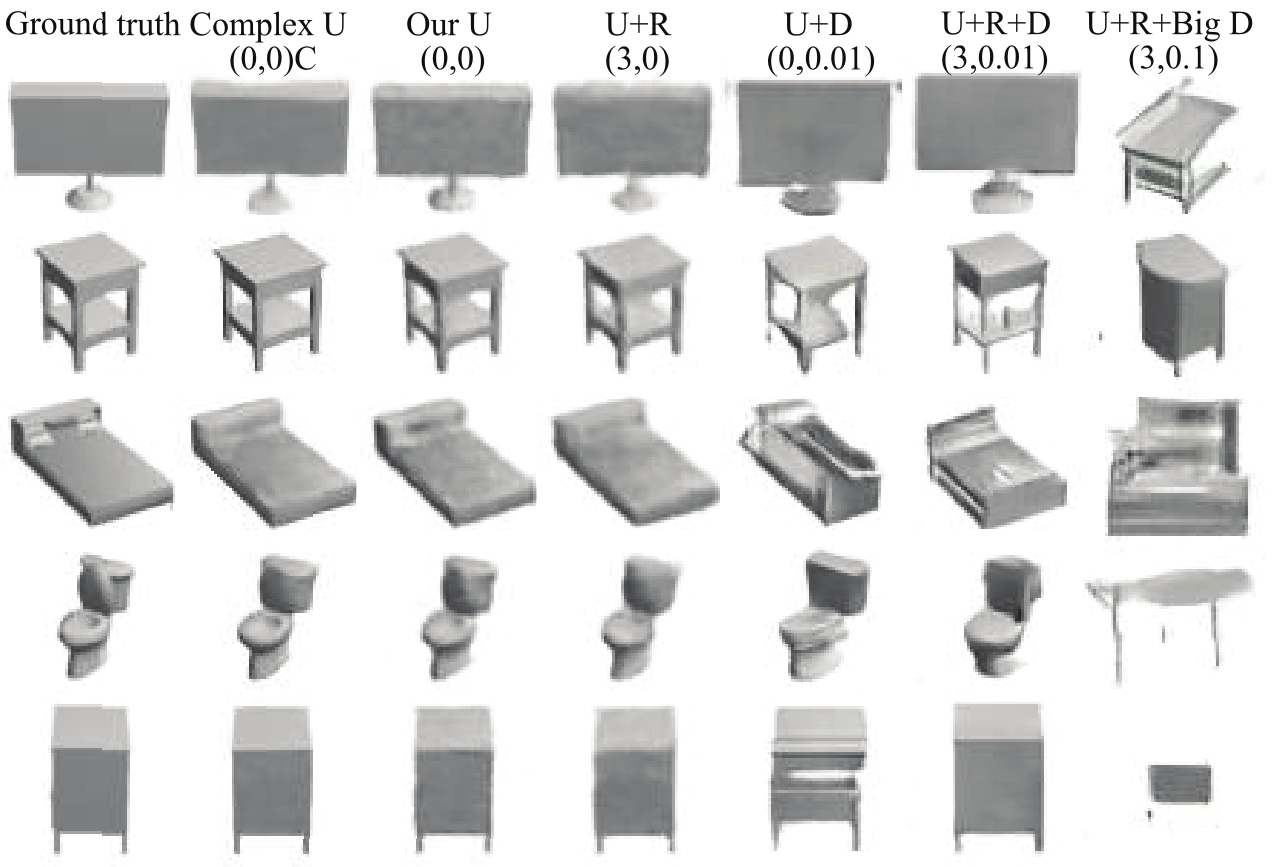 Ground truth Complex U Our U U+R U+D U+R+D U+R+Big D
(0,0)C (0,0) (3,0) (0,0.01) (3,0.01) (3,0.1)